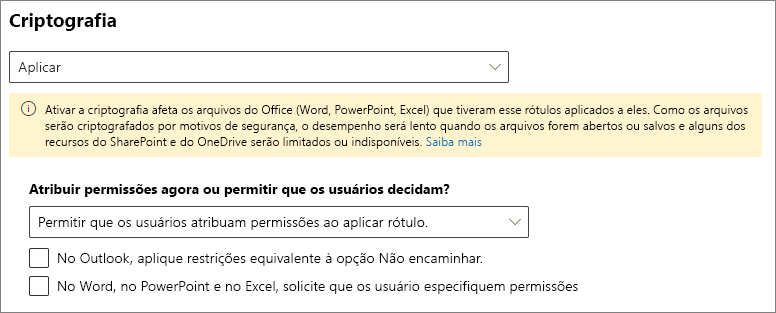 Criptografia
Aplicar
Ativar a criptografia afeta os arquivos do Office (Word, PowerPoint, Excel) que tiveram esse rótulos aplicados a eles. Como os arquivos
serão criptografados por motivos de segurança, o desempenho será lento quando os arquivos forem abertos ou salvos e alguns dos
recursos do SharePoint e do OneDrive serão limitados ou indisponíveis. Saiba mais
Atribuir permissões agora ou permitir que os usuários decidam?
Permitir que os usuários atribuam permissões ao aplicar rótulo.
No Outlook, aplique restrições equivalente à opção Não encaminhar.
No Word, no PowerPoint e no Excel, solicite que os usuário especifiquem permissões